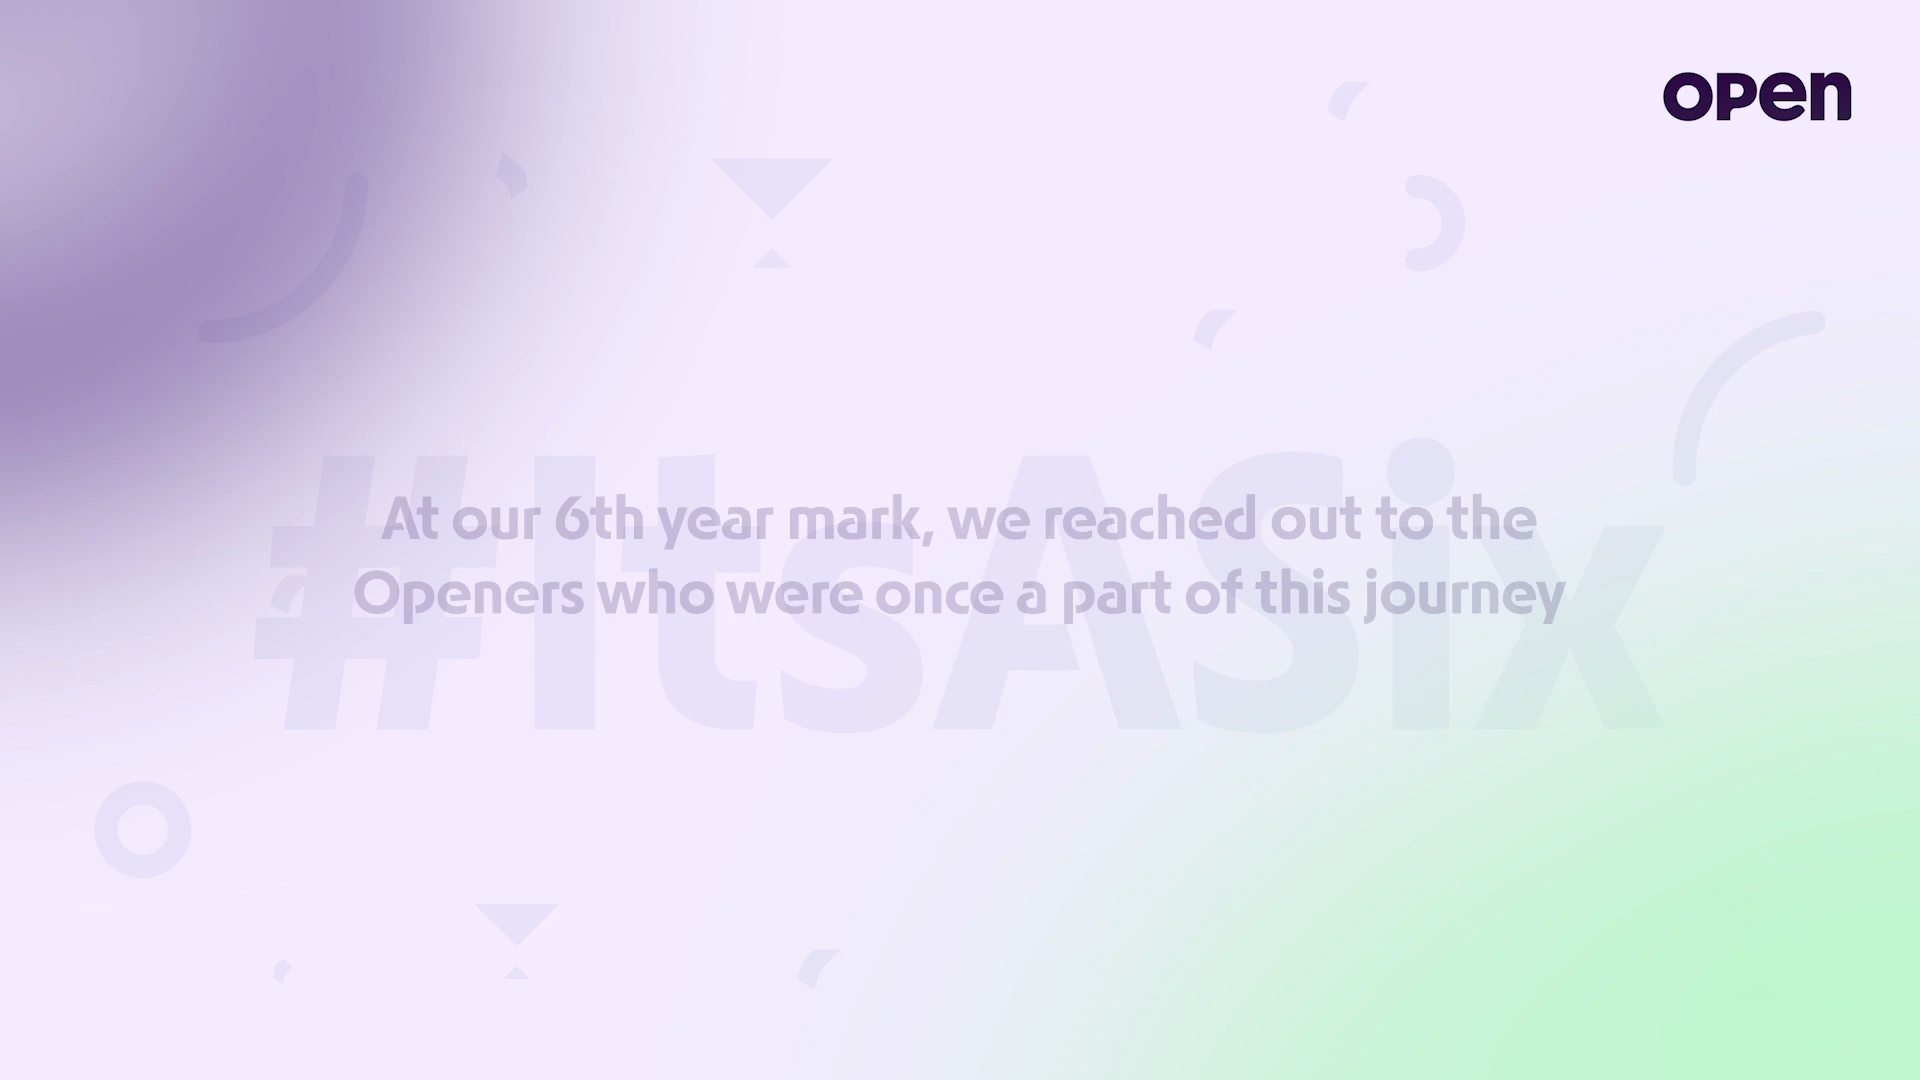 OPEN
#ItsASix
At our 6th year mark, we reached out to the
Openers who were once a part of this journey